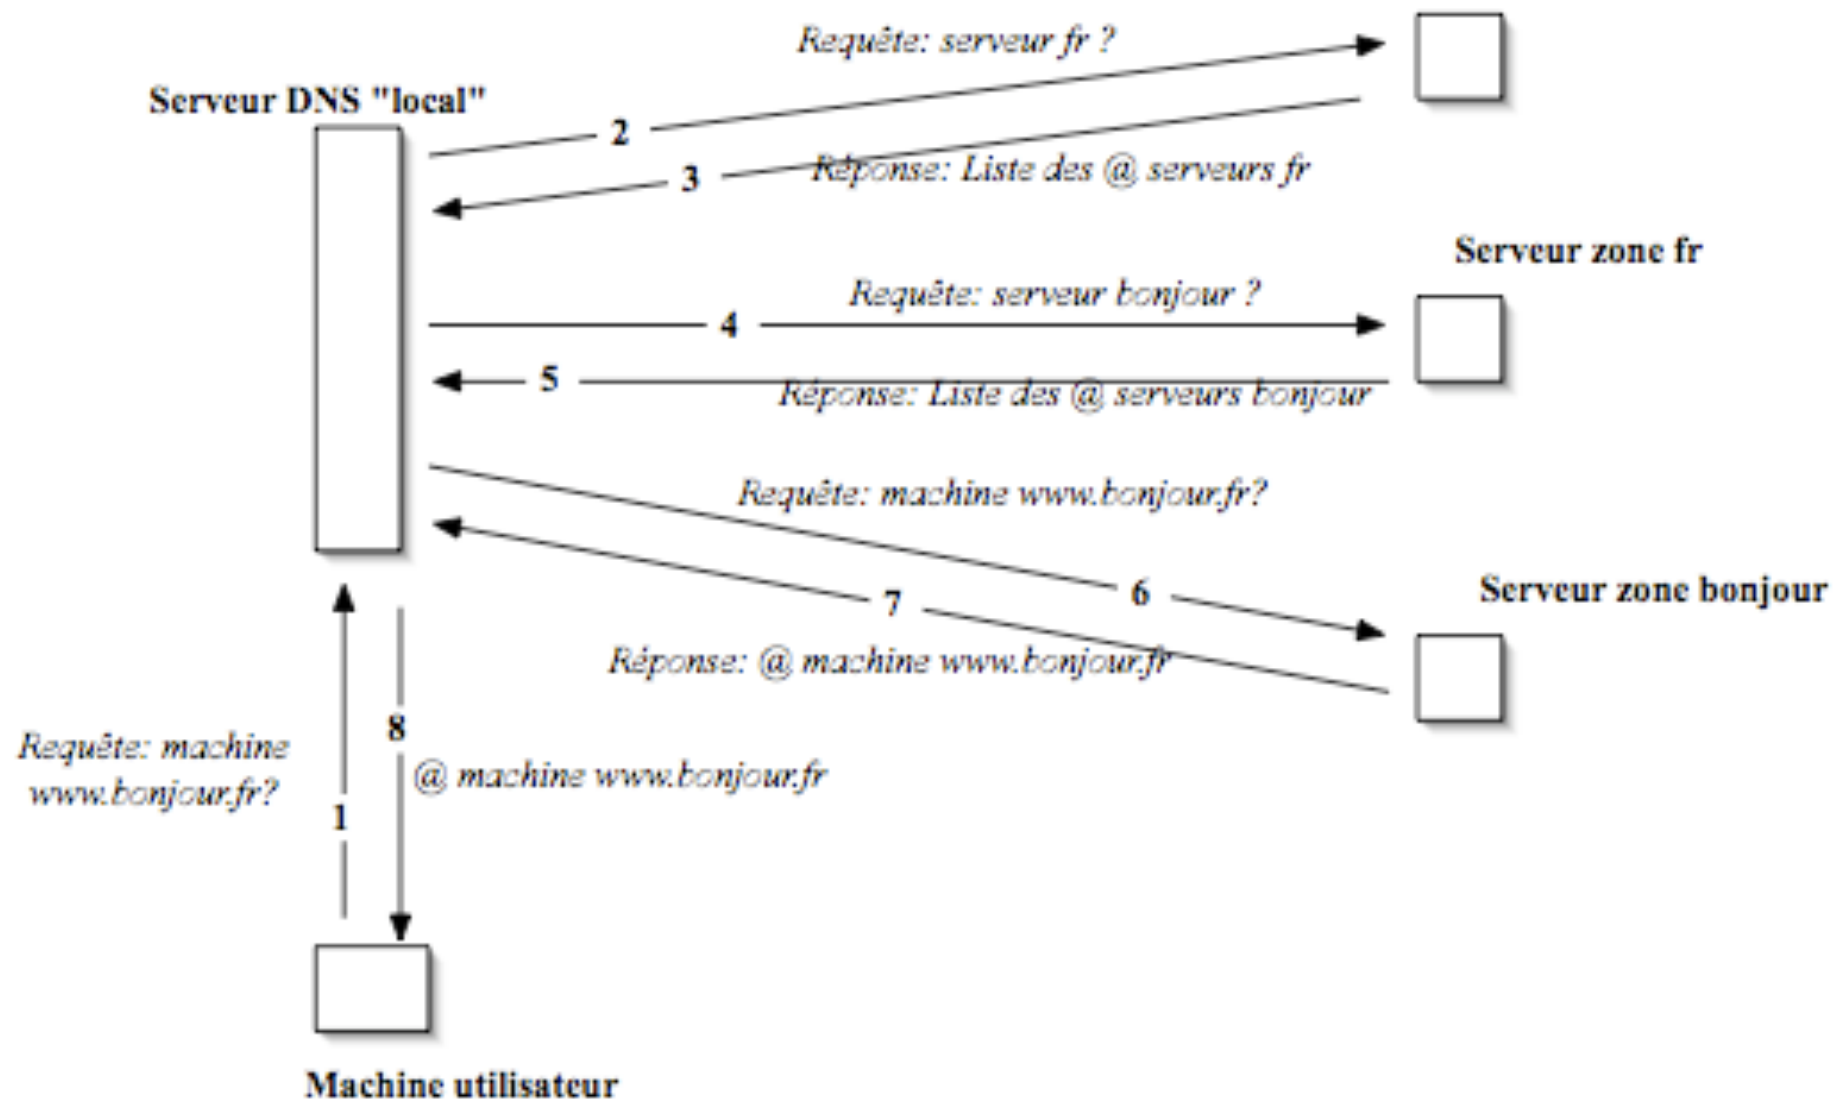 Requête: serveur fr ?
Serveur DNS "local"
2
Réponse: Liste des @ serveurs fr
3
Serveur zone fr
Requête: serveur bonjour ?
4
5
Réponse: Liste des @ serveurs bonjour
Requête: machine www.bonjour.fr?
6
Serveur zone bonjour
7
Réponse: @ machine www.bonjour.fr
8
Requête: machine
www.bonjour.fr?
@ machine www.bonjour.fr
1
Machine utilisateur